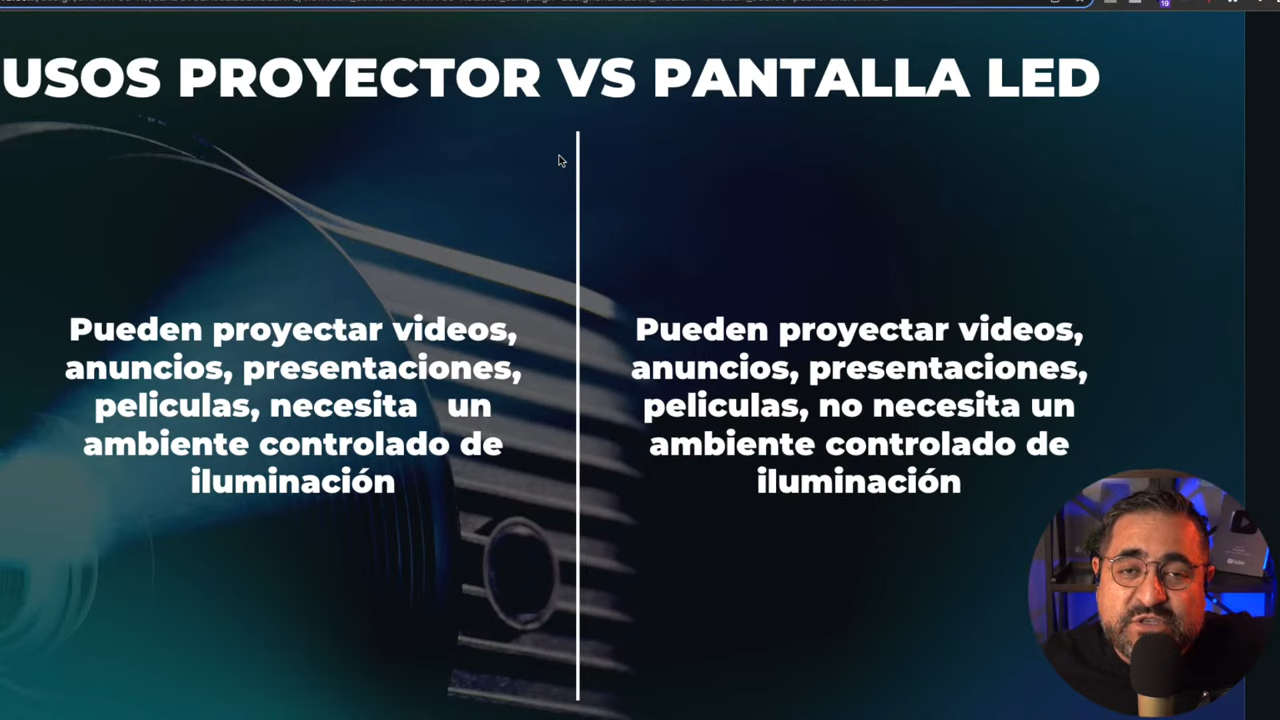 USOS PROYECTOR VS PANTALLA LED
Pueden proyectar videos,
anuncios, presentaciones,
peliculas, necesita un
ambiente controlado de
iluminación
Pueden proyectar videos,
anuncios, presentaciones,
peliculas, no necesita un
ambiente controlado de
iluminación
19